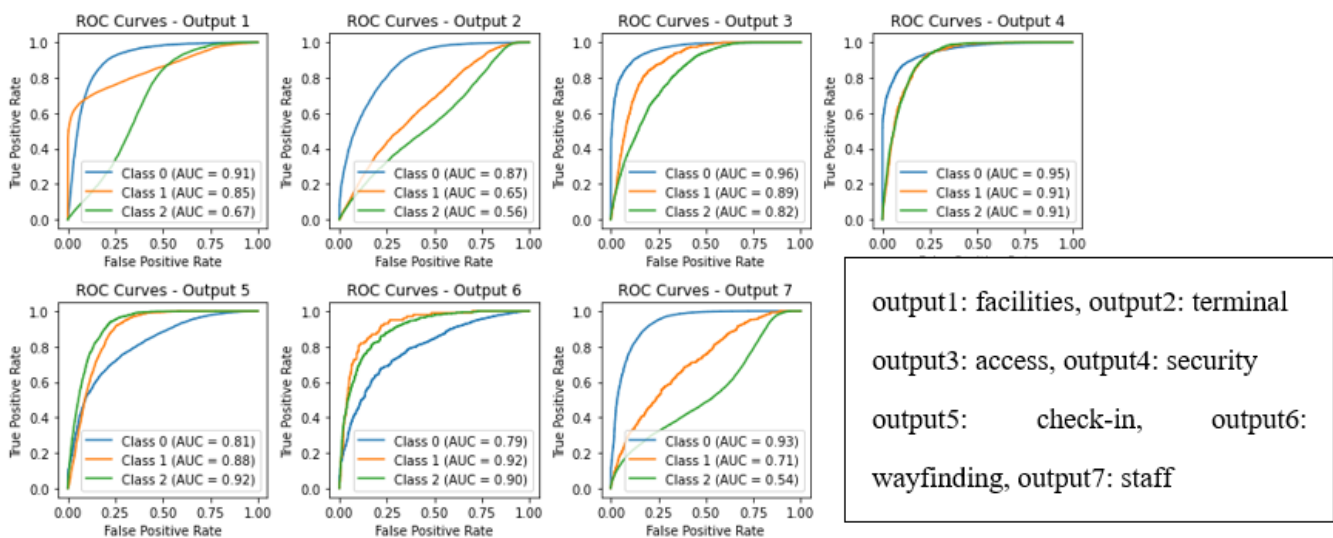 ROC Curves - Output 1
True Positive Rate
1.0
0.8
0.6
0.4
0.2
0.0
Class 0 (AUC = 0.91)
Class 1 (AUC = 0.85)
Class 2 (AUC = 0.67)
0.00 0.25 0.50 0.75 1.00
False Positive Rate
ROC Curves - Output 2
True Positive Rate
1.0
0.8
0.6
0.4
0.2
0.0
Class 0 (AUC = 0.87)
Class 1 (AUC = 0.65)
Class 2 (AUC = 0.56)
0.00 0.25 0.50 0.75 1.00
False Positive Rate
ROC Curves - Output 3
True Positive Rate
1.0
0.8
0.6
0.4
0.2
0.0
Class 0 (AUC = 0.96)
Class 1 (AUC = 0.89)
Class 2 (AUC = 0.82)
0.00 0.25 0.50 0.75 1.00
False Positive Rate
ROC Curves - Output 4
True Positive Rate
1.0
0.8
0.6
0.4
0.2
0.0
Class 0 (AUC = 0.95)
Class 1 (AUC = 0.91)
Class 2 (AUC = 0.91)
0.00 0.25 0.50 0.75 1.00
ROC Curves - Output 5
True Positive Rate
1.0
0.8
0.6
0.4
0.2
0.0
Class 0 (AUC = 0.81)
Class 1 (AUC = 0.88)
Class 2 (AUC = 0.92)
0.00 0.25 0.50 0.75 1.00
False Positive Rate
ROC Curves - Output 6
True Positive Rate
1.0
0.8
0.6
0.4
0.2
0.0
Class 0 (AUC = 0.79)
Class 1 (AUC = 0.92)
Class 2 (AUC = 0.90)
0.00 0.25 0.50 0.75 1.00
False Positive Rate
ROC Curves - Output 7
True Positive Rate
1.0
0.8
0.6
0.4
0.2
0.0
Class 0 (AUC = 0.93)
Class 1 (AUC = 0.71)
Class 2 (AUC = 0.54)
0.00 0.25 0.50 0.75 1.00
False Positive Rate
output1: facilities, output2: terminal
output3: access, output4: security
output5: check-in, output6:
wayfinding, output7: staff